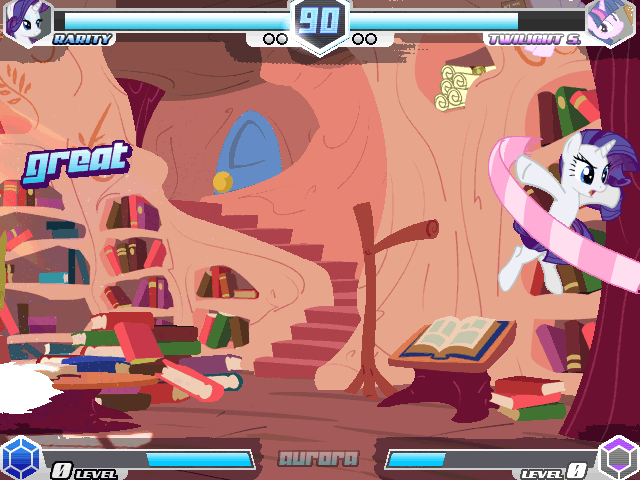 90
RARITY
TWILIGHT S.
great
0 LEVEL
aurora
LEVEL 0